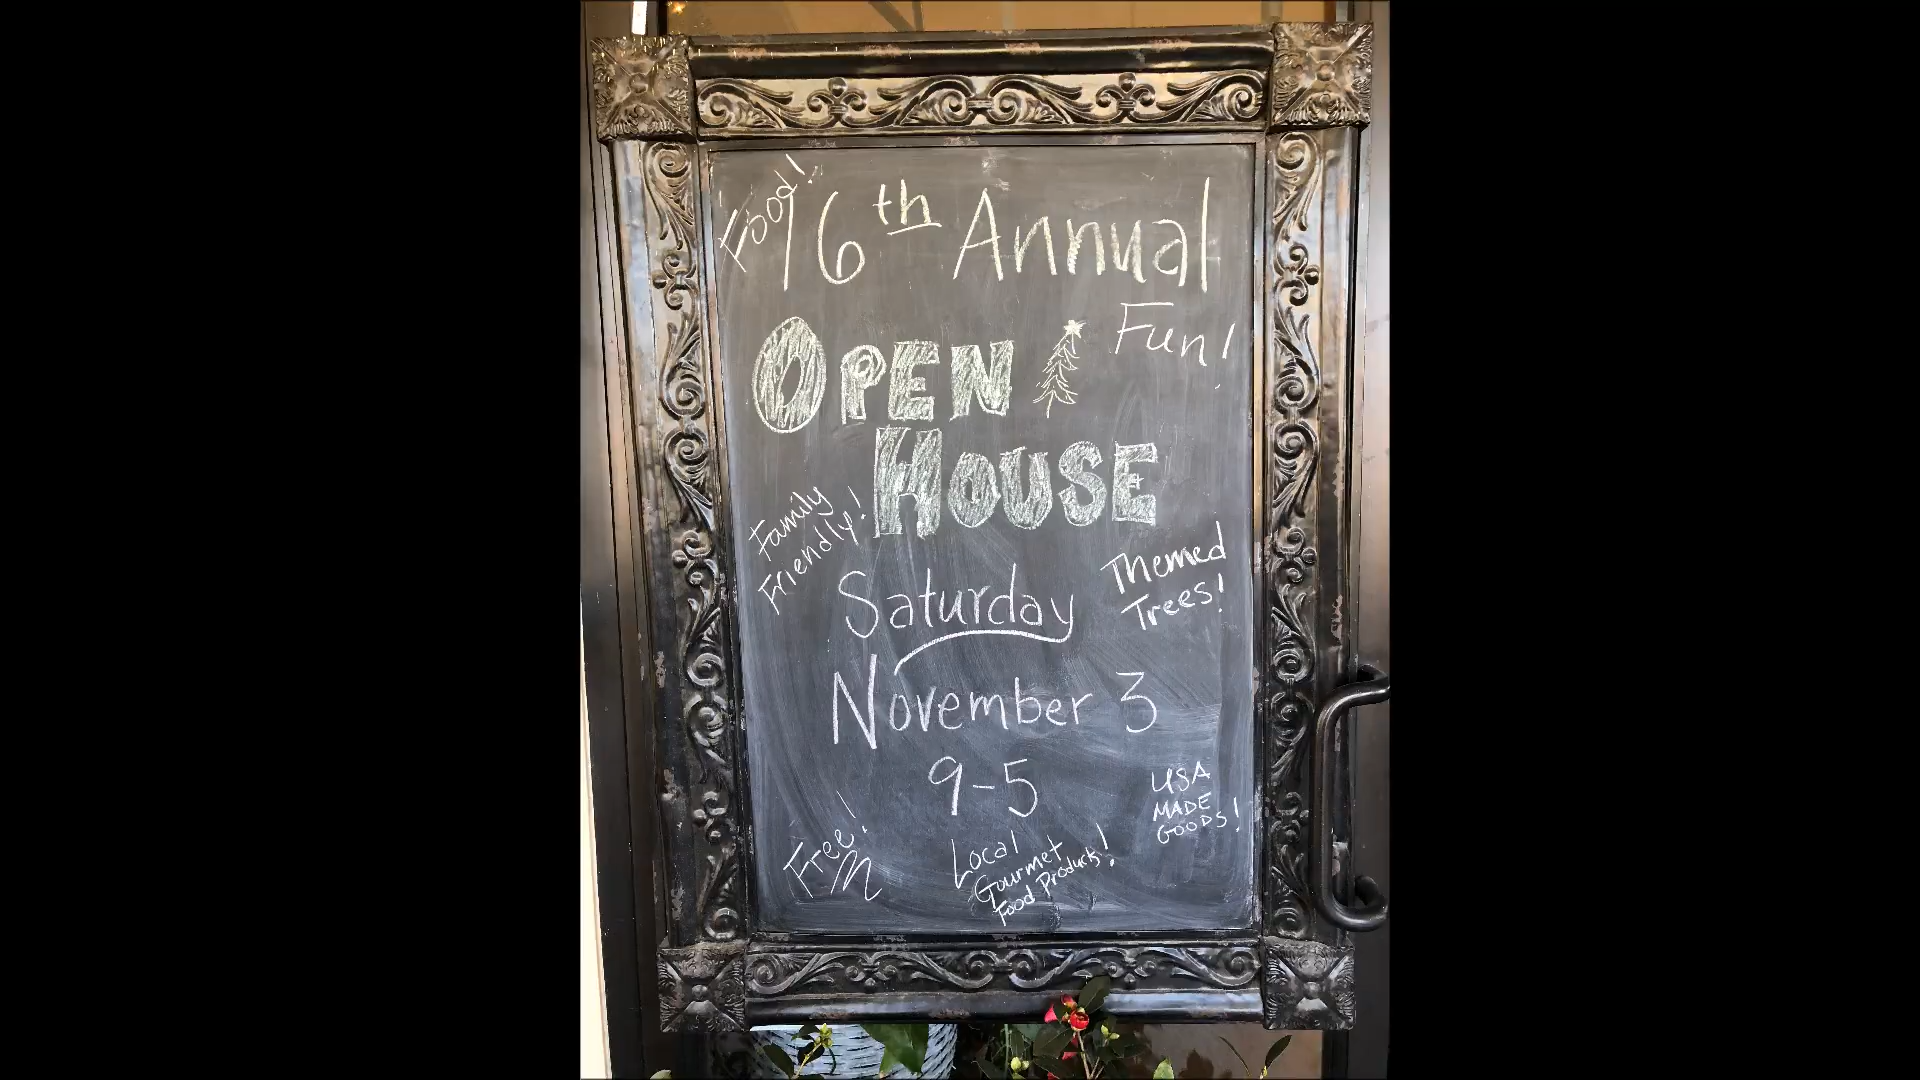 Food!
16th Annual
Fun!
OPEN
HOUSE
Family
Friendly!
Themed
Trees!
Saturday
November 3
9-5
USA
MADE
GOODS!
Free!
Local
Gourmet
Food Products!